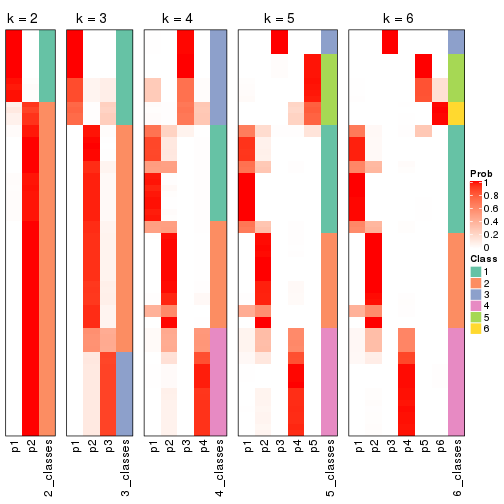 k = 2
k = 3
k = 4
k = 5
k = 6
p1
p2
2_classes
p1
p2
p3
3_classes
p1
p2
p3
p4
4_classes
p1
p2
p3
p4
p5
5_classes
p1
p2
p3
p4
p5
p6
6_classes
Prob
1
0.8
0.6
0.4
0.2
0
Class
1
2
3
4
5
6